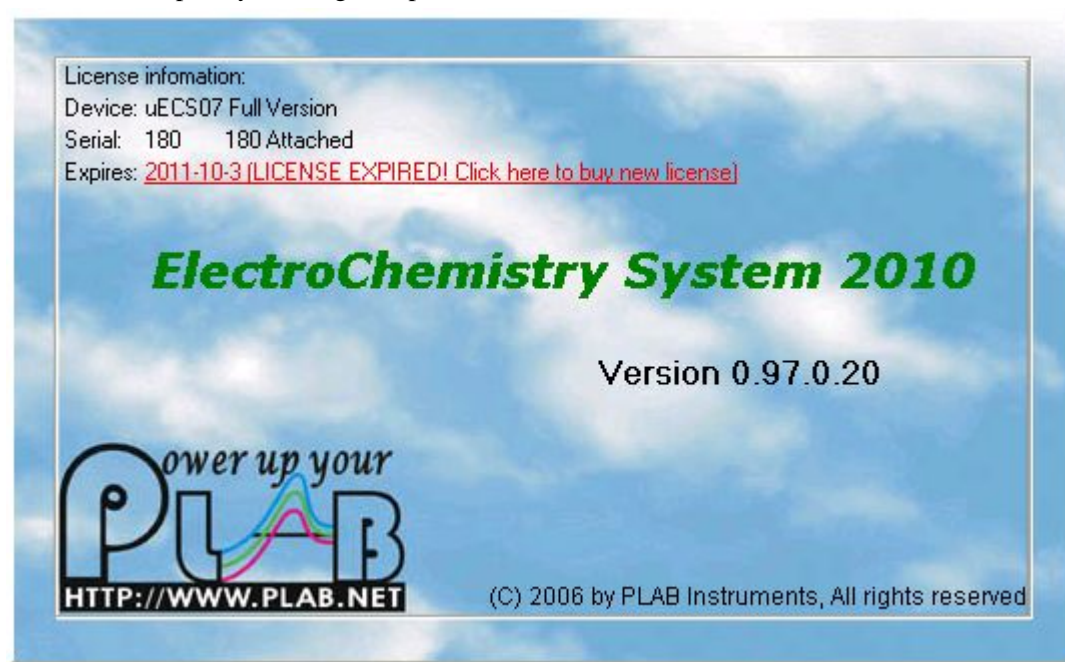 License infomation:
Device: uECS07 Full Version
Serial: 180 180 Attached
Expires: 2011-10-3 (LICENSE EXPIRED! Click here to buy new license)
ElectroChemistry System 2010
Version 0.97.0.20
Power up your
PLAB
HTTP://WWW.PLAB.NET
(C) 2006 by PLAB Instruments, All rights reserved